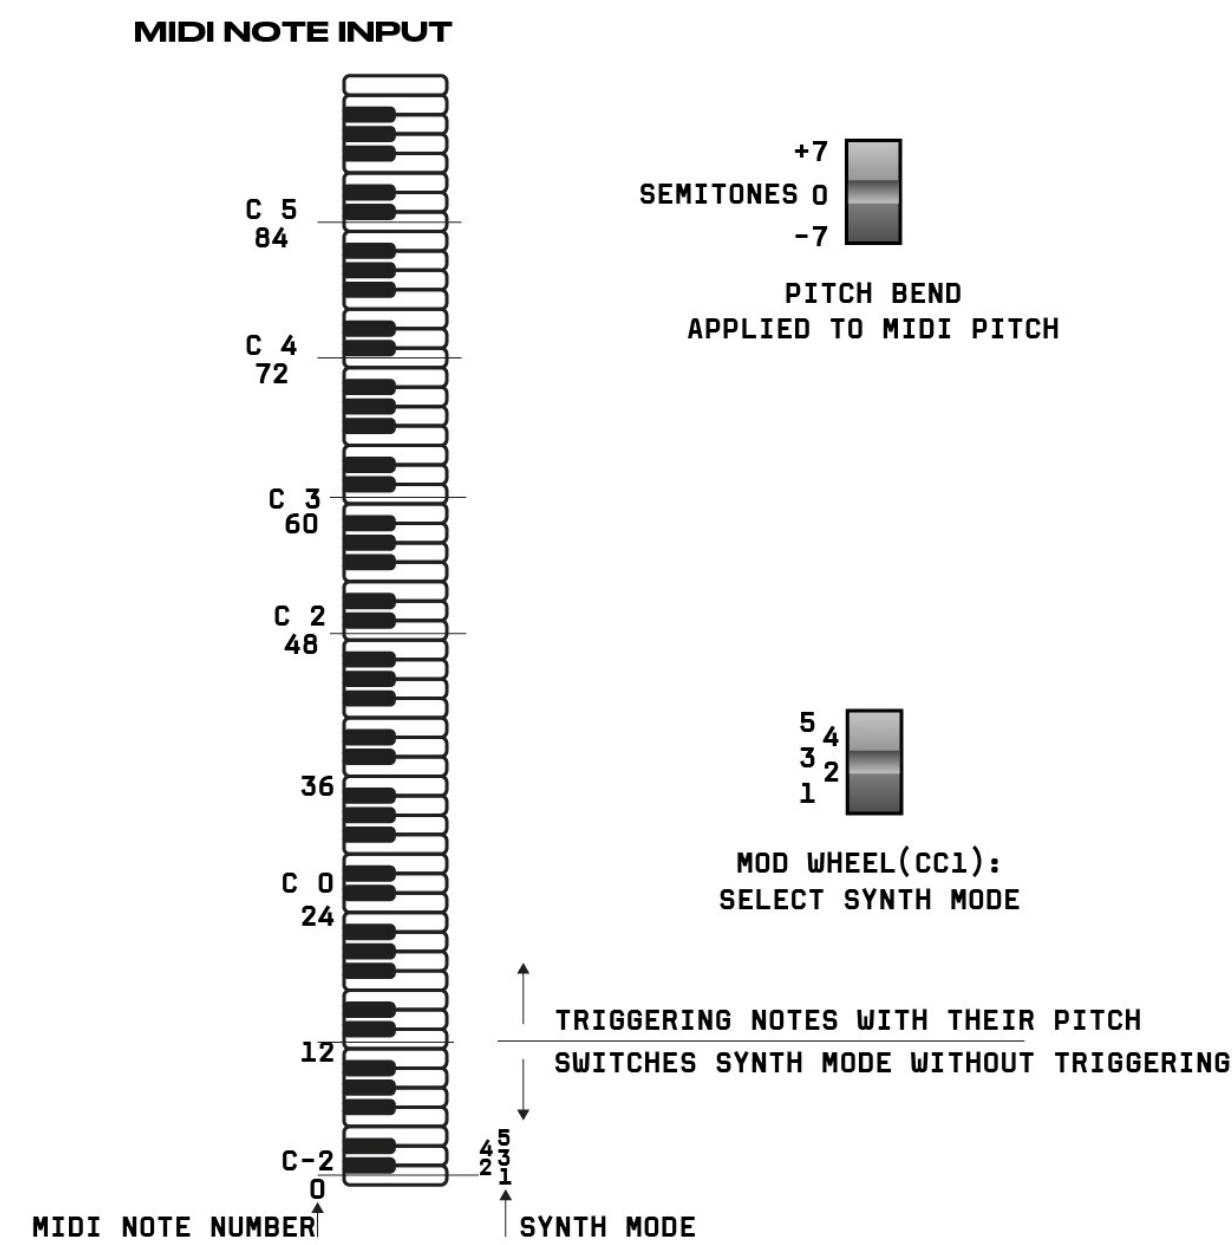 MIDI NOTE INPUT
+7
SEMITONES 0
-7
PITCH BEND
APPLIED TO MIDI PITCH
C 5
84
C 4
72
C 3
60
C 2
48
36
C 0
24
12
C-2
0
MIDI NOTE NUMBER
5
4
3
2
1
MOD WHEEL(CC1):
SELECT SYNTH MODE
TRIGGERING NOTES WITH THEIR PITCH
SWITCHES SYNTH MODE WITHOUT TRIGGERING
5
4
3
2
1
SYNTH MODE